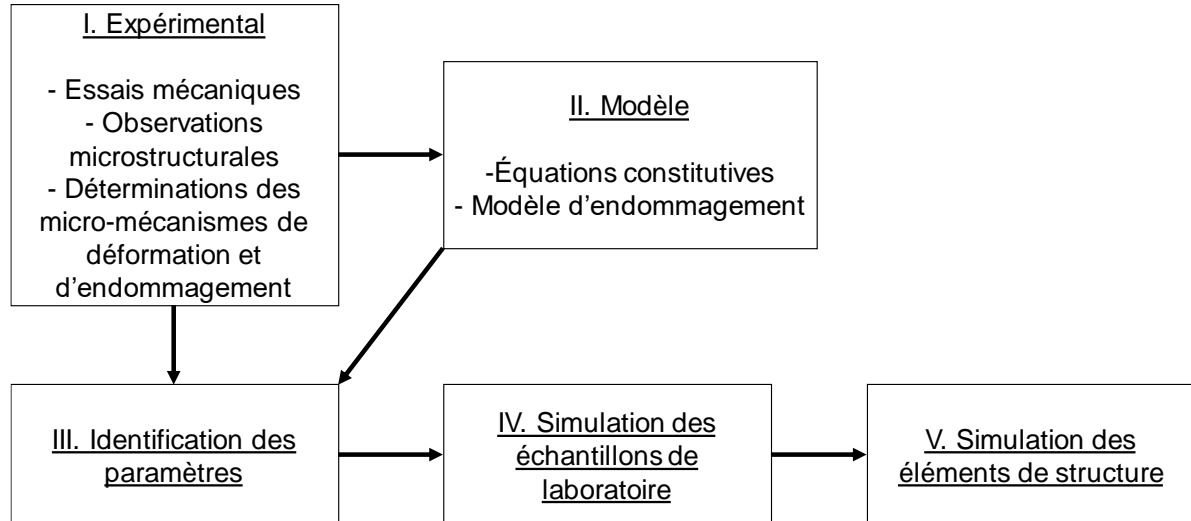 I. Expérimental
- Essais mécaniques
- Observations
microstructurales
- Déterminations des
micro-mécanismes de
déformation et
d’endommagement
II. Modèle
-Équations constitutives
- Modèle d’endommagement
III. Identification des
paramètres
IV. Simulation des
échantillons de
laboratoire
V. Simulation des
éléments de structure